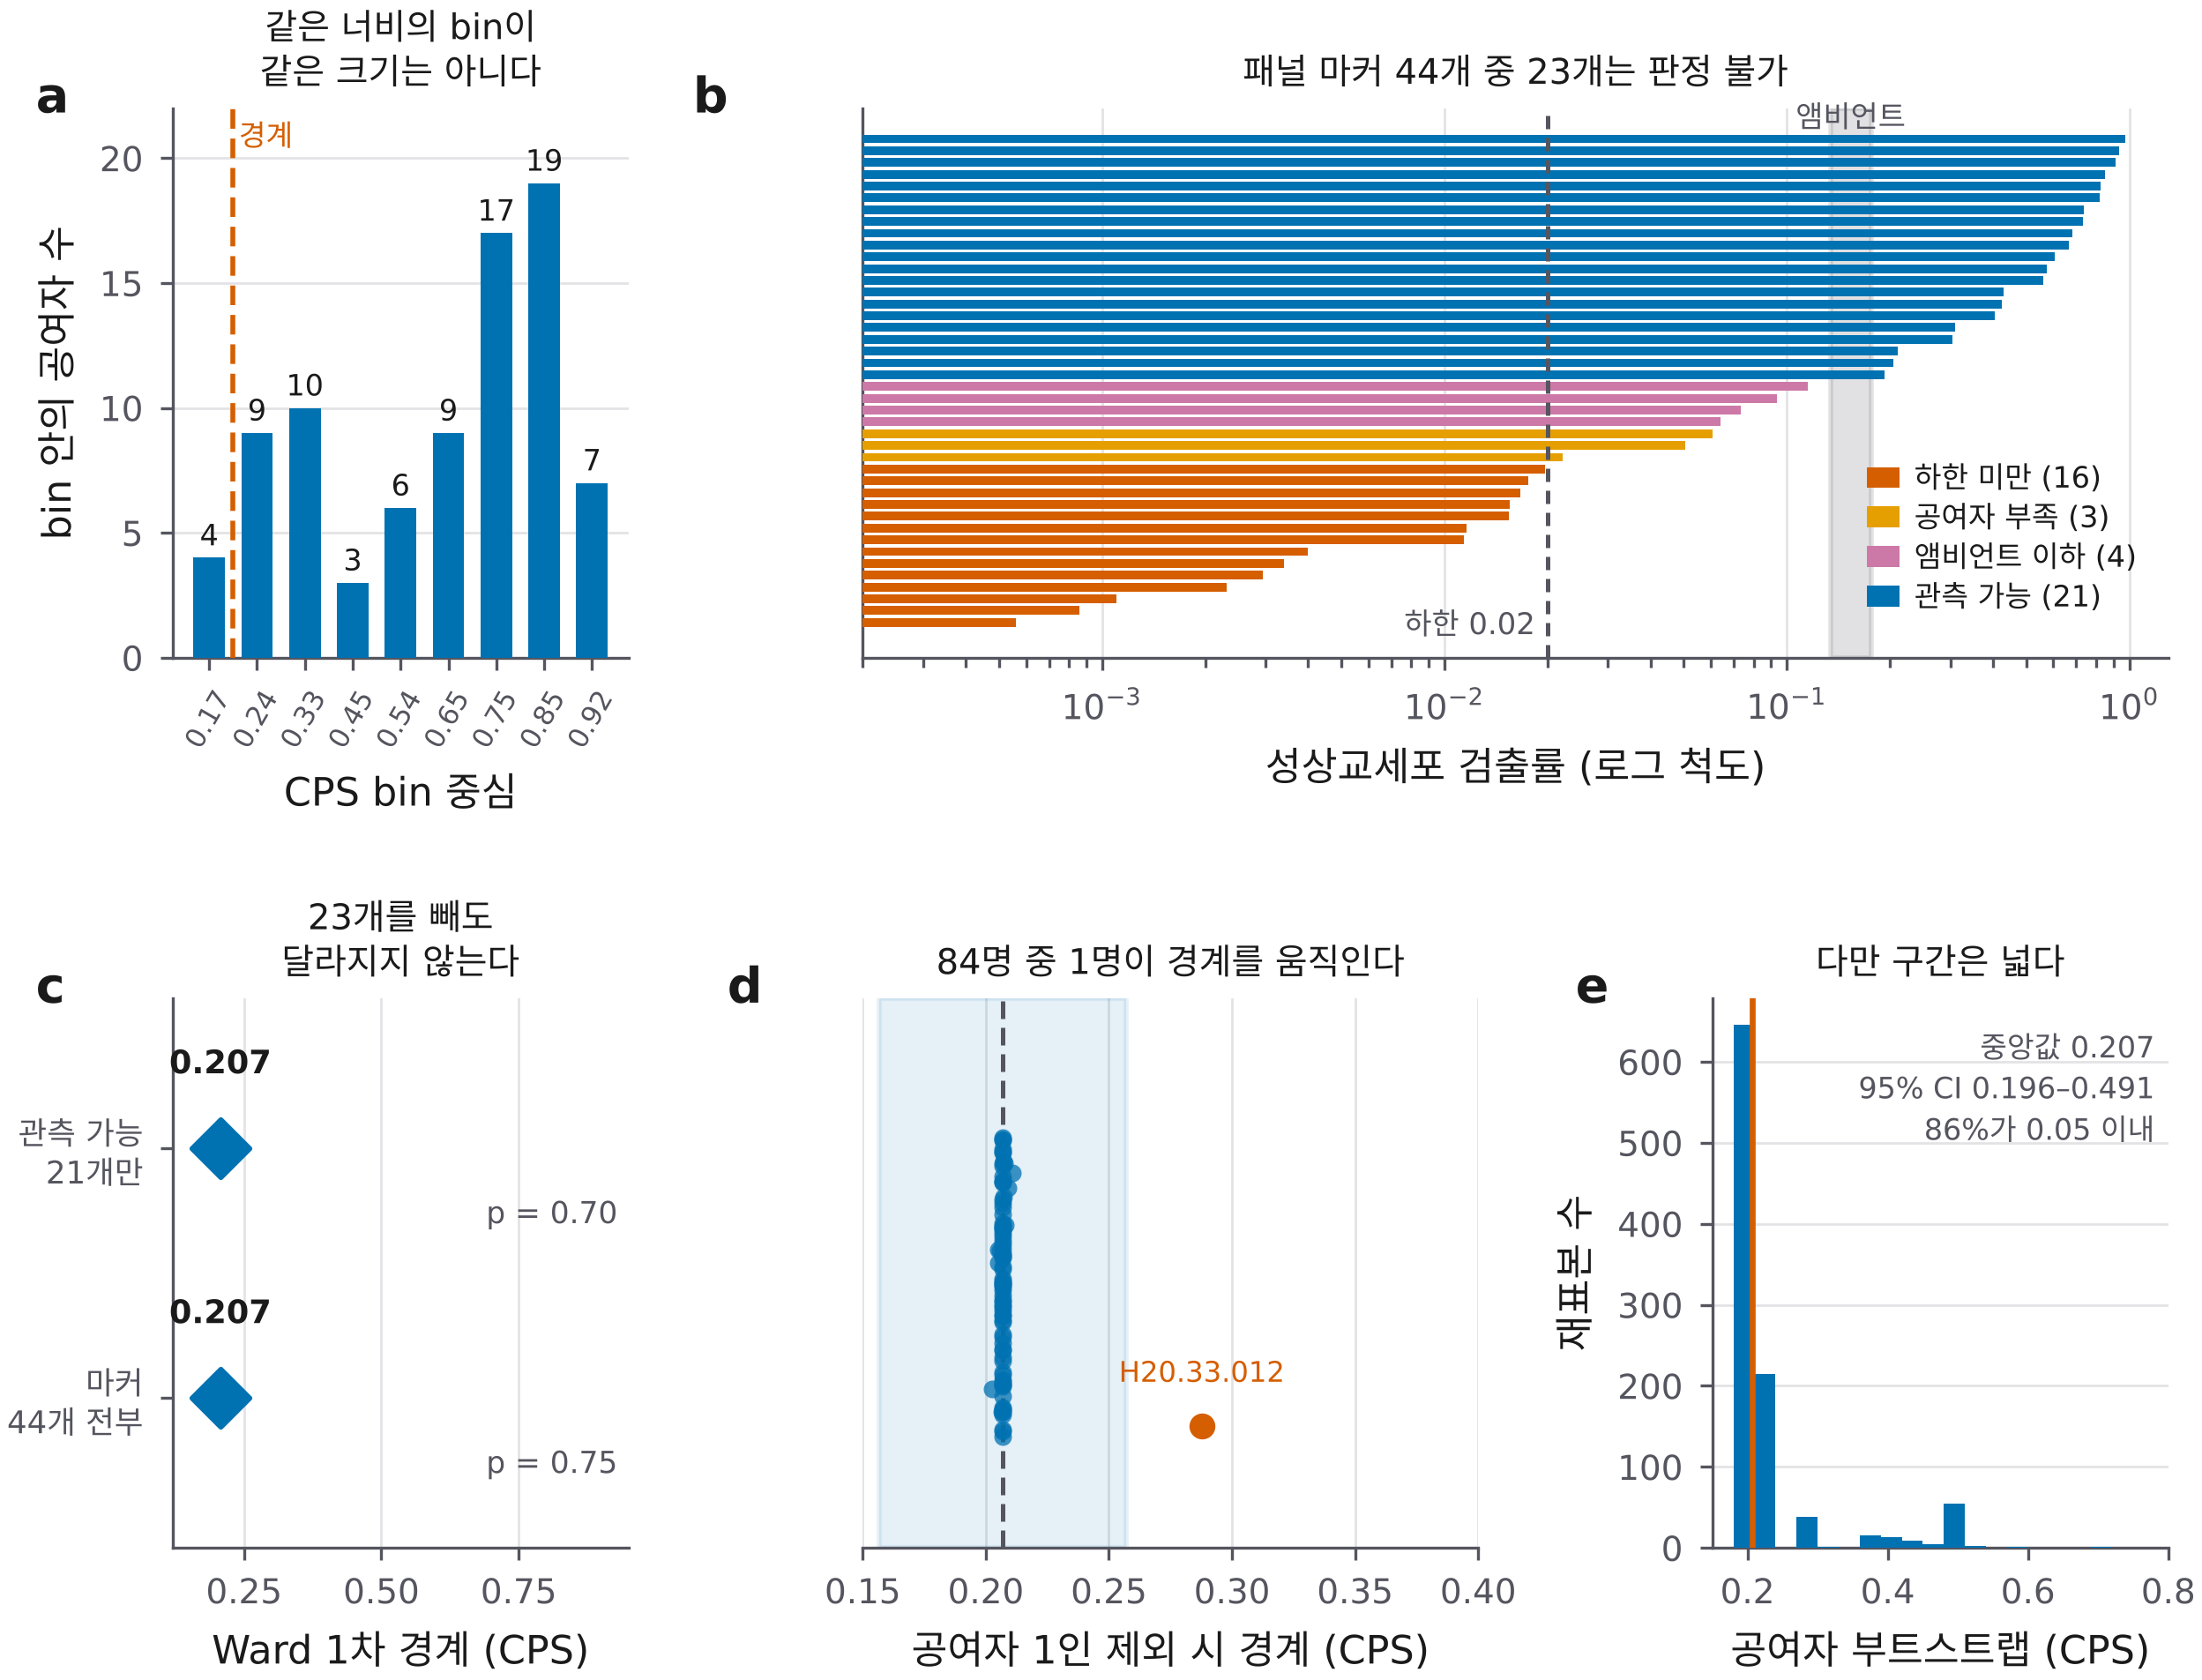 같은 너비의 bin이
같은 크기는 아니다
a
경계
bin 안의 공여자 수
20
15
10
5
0
4
9
10
3
6
9
17
19
7
0.17
0.24
0.33
0.45
0.54
0.65
0.75
0.85
0.92
CPS bin 중심
패널 마커 44개 중 23개는 판정 불가
b
앰비언트
하한 미만 (16)
공여자 부족 (3)
앰비언트 이하 (4)
관측 가능 (21)
하한 0.02
10⁻³
10⁻²
10⁻¹
10⁰
성상교세포 검출률 (로그 척도)
23개를 빼도
달라지지 않는다
c
0.207
관측 가능
21개만
p = 0.70
0.207
마커
44개 전부
p = 0.75
0.25
0.50
0.75
Ward 1차 경계 (CPS)
84명 중 1명이 경계를 움직인다
d
H20.33.012
0.15
0.20
0.25
0.30
0.35
0.40
공여자 1인 제외 시 경계 (CPS)
다만 구간은 넓다
e
중앙값 0.207
95% CI 0.196–0.491
86%가 0.05 이내
재표본 수
600
500
400
300
200
100
0
0.2
0.4
0.6
0.8
공여자 부트스트랩 (CPS)